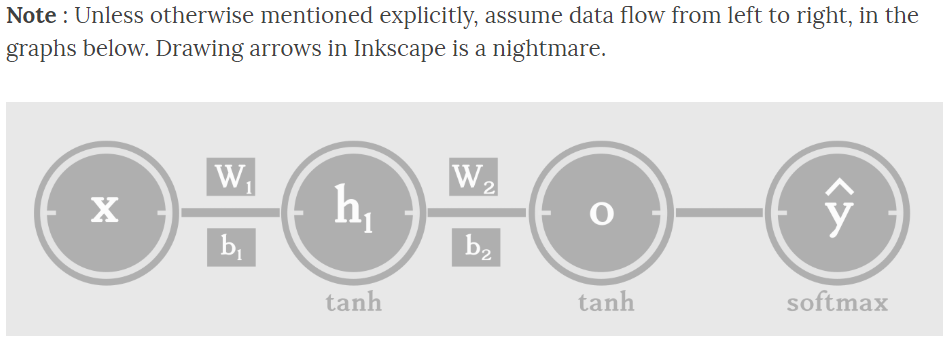 Note : Unless otherwise mentioned explicitly, assume data flow from left to right, in the
graphs below. Drawing arrows in Inkscape is a nightmare.
W₁ W₂
x h₁ o ŷ
b₁ b₂
tanh tanh softmax